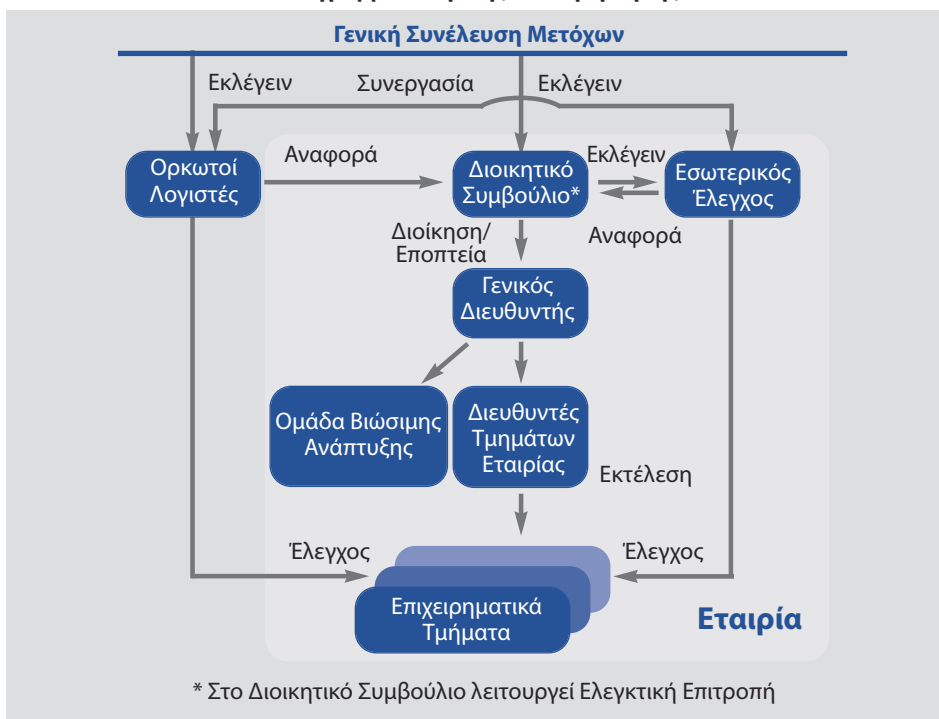 Γενική Συνέλευση Μετόχων
Εκλέγειν
Συνεργασία
Εκλέγειν
Ορκωτοί
Λογιστές
Αναφορά
Διοικητικό
Συμβούλιο*
Εκλέγειν
Εσωτερικός
Έλεγχος
Αναφορά
Διοίκηση/
Εποπτεία
Γενικός
Διευθυντής
Ομάδα Βιώσιμης
Ανάπτυξης
Διευθυντές
Τμημάτων
Εταιρίας
Εκτέλεση
Έλεγχος
Έλεγχος
Επιχειρηματικά
Τμήματα
Εταιρία
* Στο Διοικητικό Συμβούλιο λειτουργεί Ελεγκτική Επιτροπή